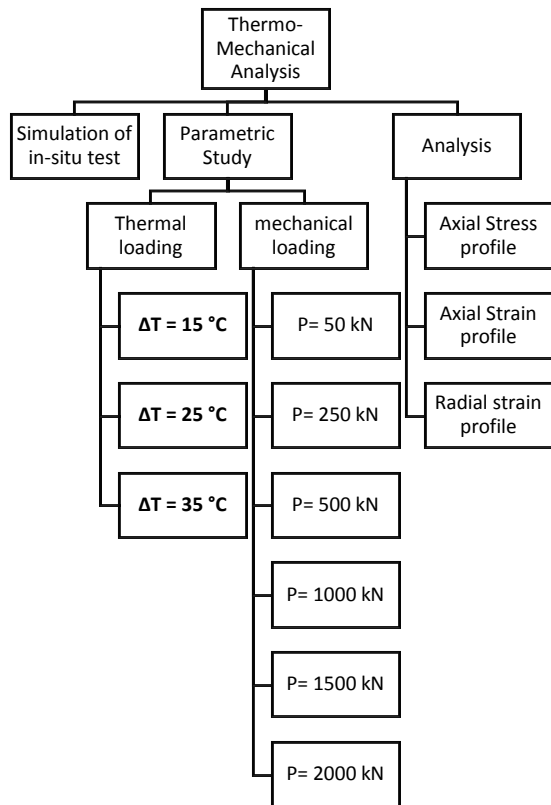 Thermo-
Mechanical
Analysis
Simulation of
in-situ test
Parametric
Study
Analysis
Thermal
loading
mechanical
loading
Axial Stress
profile
Axial Strain
profile
Radial strain
profile
ΔT = 15 °C
ΔT = 25 °C
ΔT = 35 °C
P= 50 kN
P= 250 kN
P= 500 kN
P= 1000 kN
P= 1500 kN
P= 2000 kN